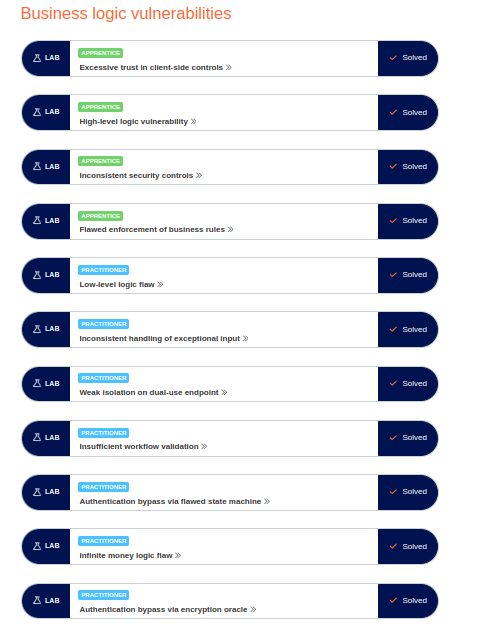 Business logic vulnerabilities
APPRENTICE
LAB
Excessive trust in client-side controls
Solved
APPRENTICE
LAB
High-level logic vulnerability
Solved
APPRENTICE
LAB
Inconsistent security controls
Solved
APPRENTICE
LAB
Flawed enforcement of business rules
Solved
PRACTITIONER
LAB
Low-level logic flaw
Solved
PRACTITIONER
LAB
Inconsistent handling of exceptional input
Solved
PRACTITIONER
LAB
Weak isolation on dual-use endpoint
Solved
PRACTITIONER
LAB
Insufficient workflow validation
Solved
PRACTITIONER
LAB
Authentication bypass via flawed state machine
Solved
PRACTITIONER
LAB
Infinite money logic flaw
Solved
PRACTITIONER
LAB
Authentication bypass via encryption oracle
Solved